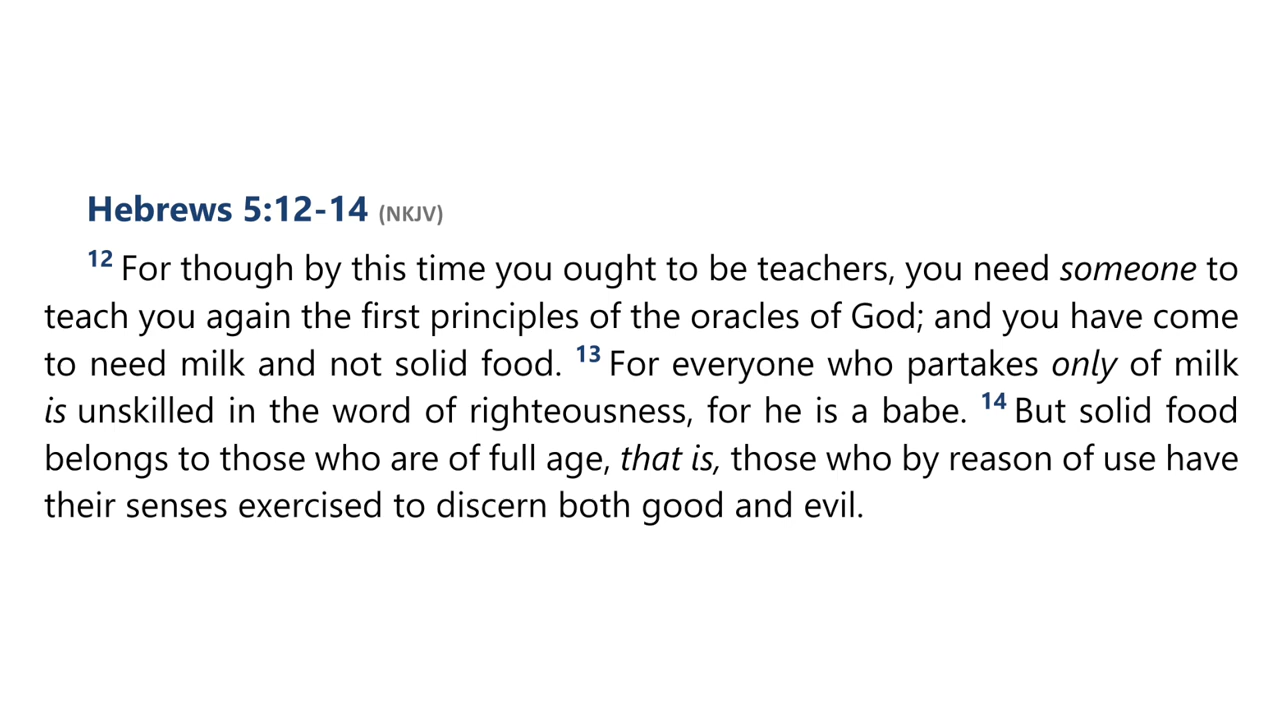 Hebrews 5:12-14 (NKJV)
12 For though by this time you ought to be teachers, you need someone to
teach you again the first principles of the oracles of God; and you have come
to need milk and not solid food. 13 For everyone who partakes only of milk
is unskilled in the word of righteousness, for he is a babe. 14 But solid food
belongs to those who are of full age, that is, those who by reason of use have
their senses exercised to discern both good and evil.